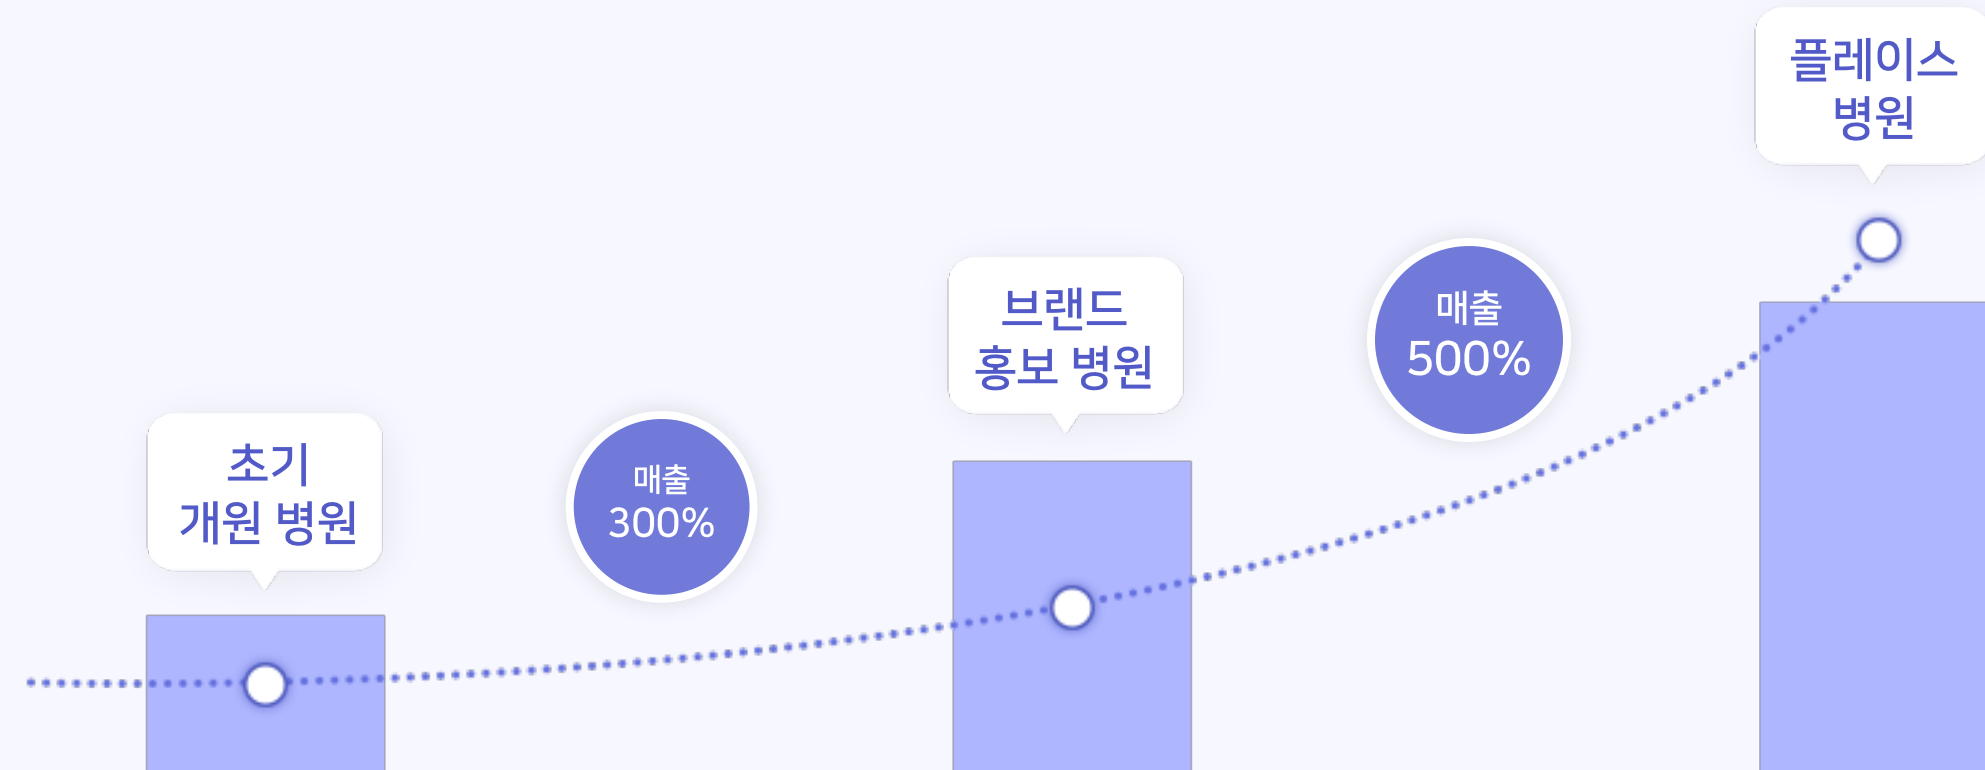 초기
개원 병원
매출
300%
브랜드
홍보 병원
매출
500%
플레이스
병원